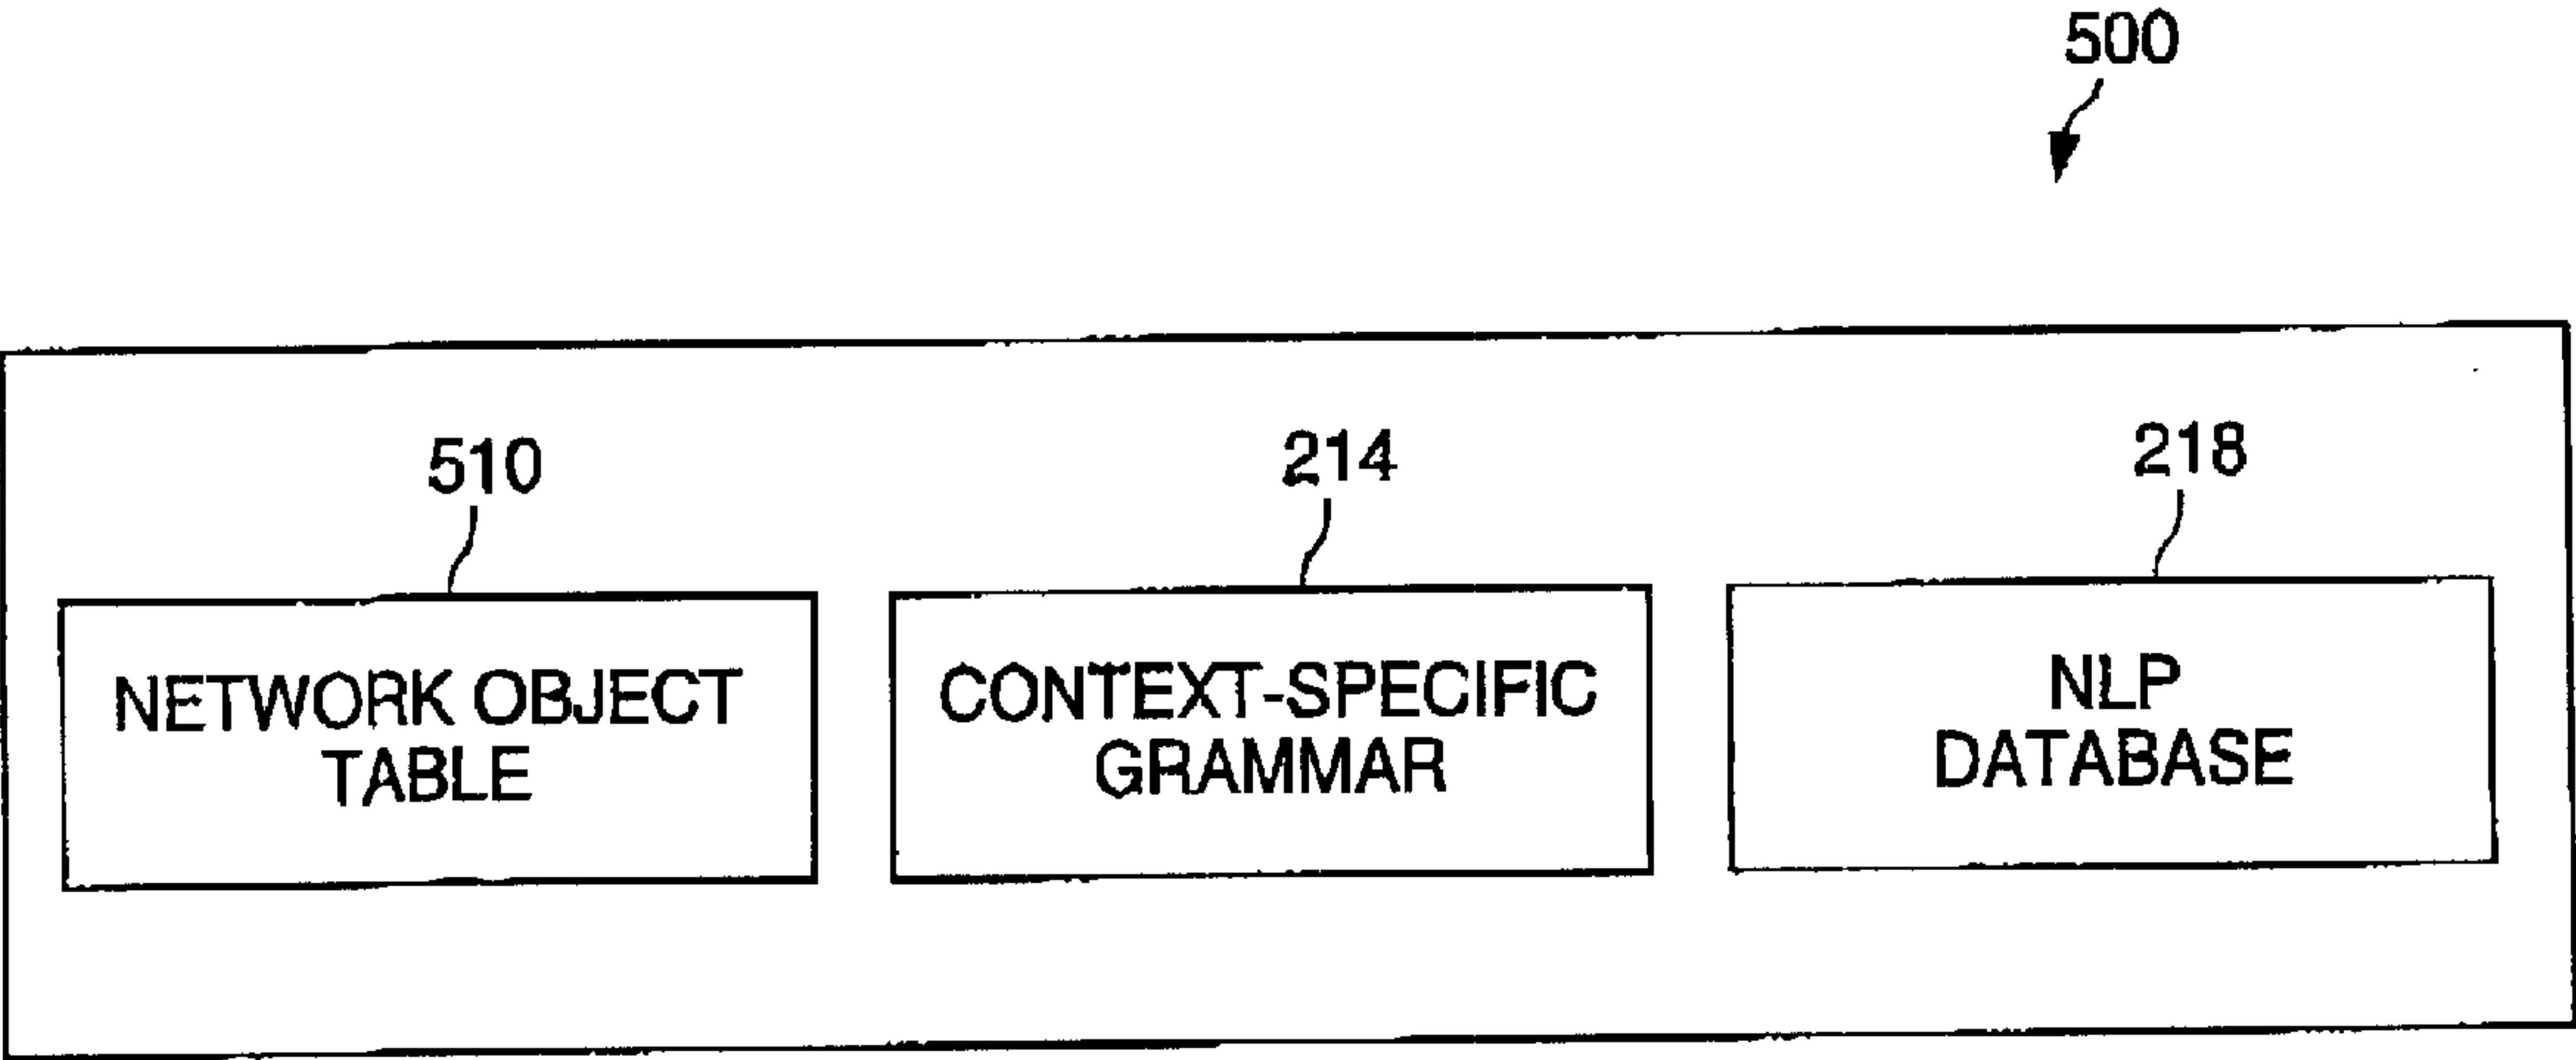 500
510
214
218
NETWORK OBJECT
TABLE
CONTEXT-SPECIFIC
GRAMMAR
NLP
DATABASE